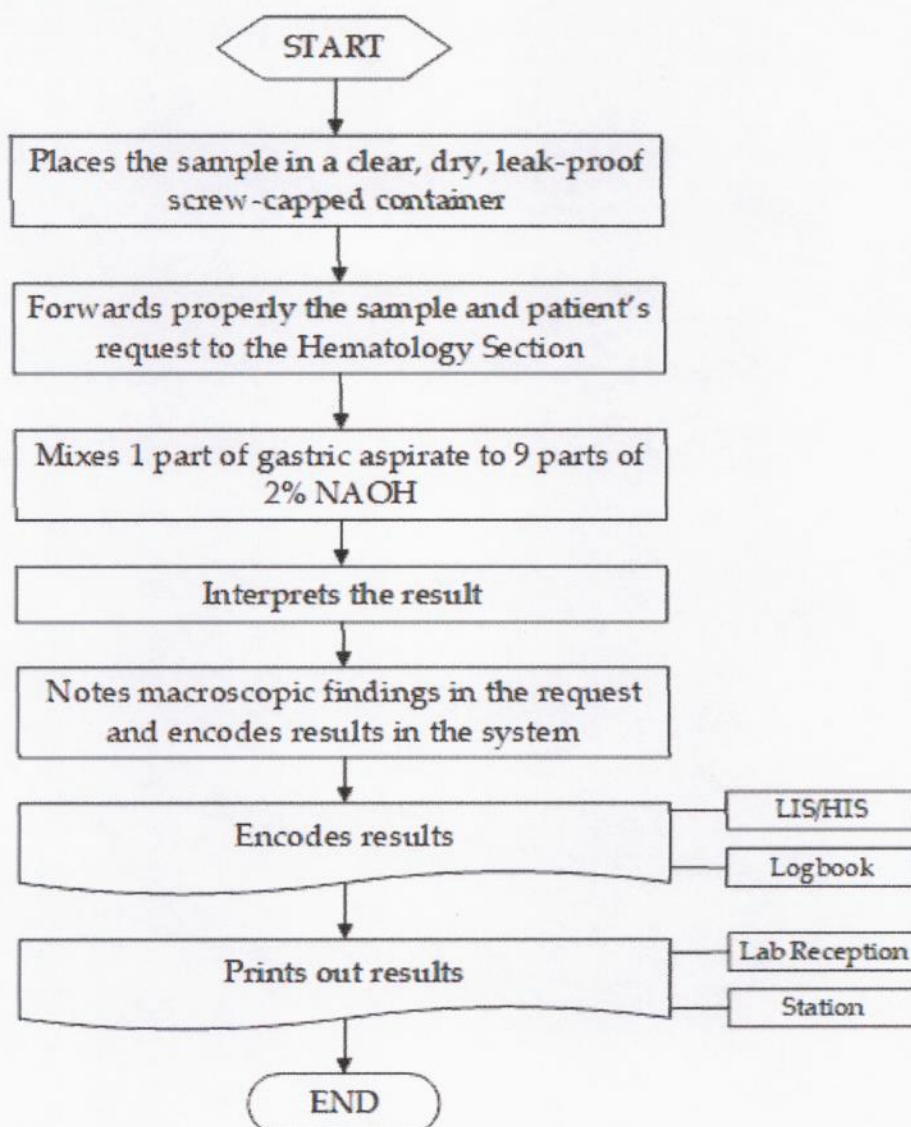 START
Places the sample in a clear, dry, leak-proof
screw-capped container
Forwards properly the sample and patient's
request to the Hematology Section
Mixes 1 part of gastric aspirate to 9 parts of
2% NAOH
Interprets the result
Notes macroscopic findings in the request
and encodes results in the system
Encodes results
LIS/HIS
Logbook
Prints out results
Lab Reception
Station
END